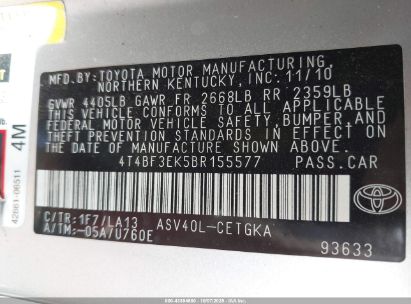 MFD.BY:TOYOTA MOTOR MANUFACTURING,
NORTHERN KENTUCKY, INC. 11/10
GVWR 4405LB GAWR FR 2668LB RR 2359LB
THIS VEHICLE CONFORMS TO ALL APPLICABLE
FEDERAL MOTOR VEHICLE SAFETY, BUMPER, AND
THEFT PREVENTION STANDARDS IN EFFECT ON
THE DATE OF MANUFACTURE SHOWN ABOVE.
4T4BF3EK5BR155577 PASS.CAR
C/TR:1F7/LA13 ASV40L-CETGKA
A/TM:-05A/U760E
93633
TOYOTA
4M